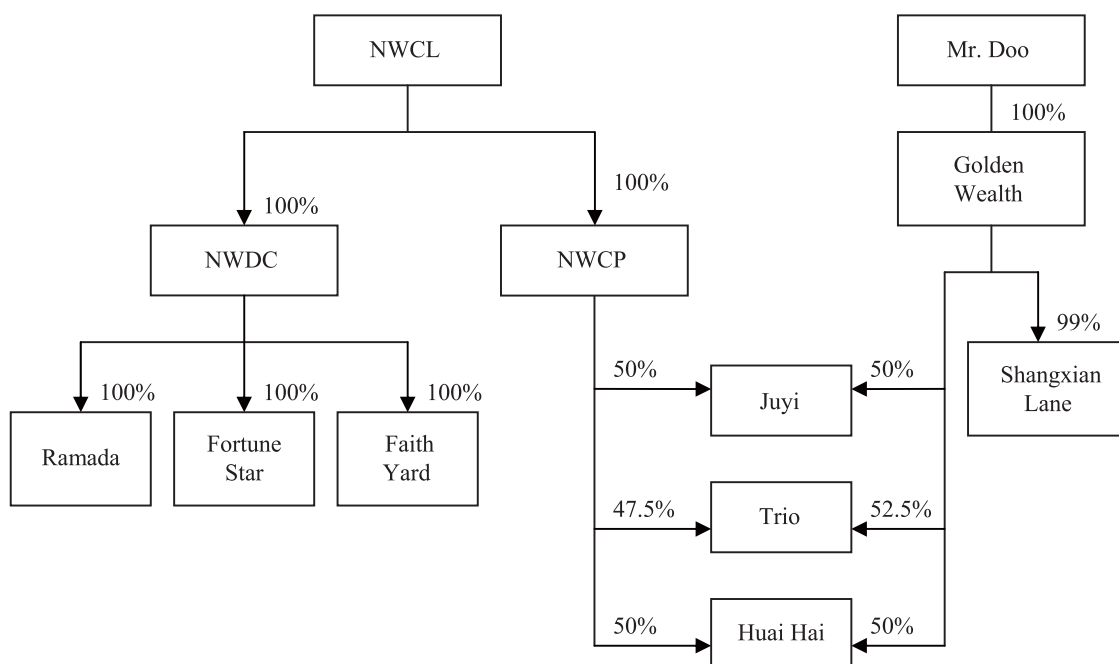 NWCL
Mr. Doo
100%
Golden
Wealth
100%
100%
NWDC
NWCP
99%
Shangxian
Lane
50%
50%
Juyi
100%
100%
100%
Ramada
Fortune
Star
Faith
Yard
47.5%
52.5%
Trio
50%
50%
Huai Hai